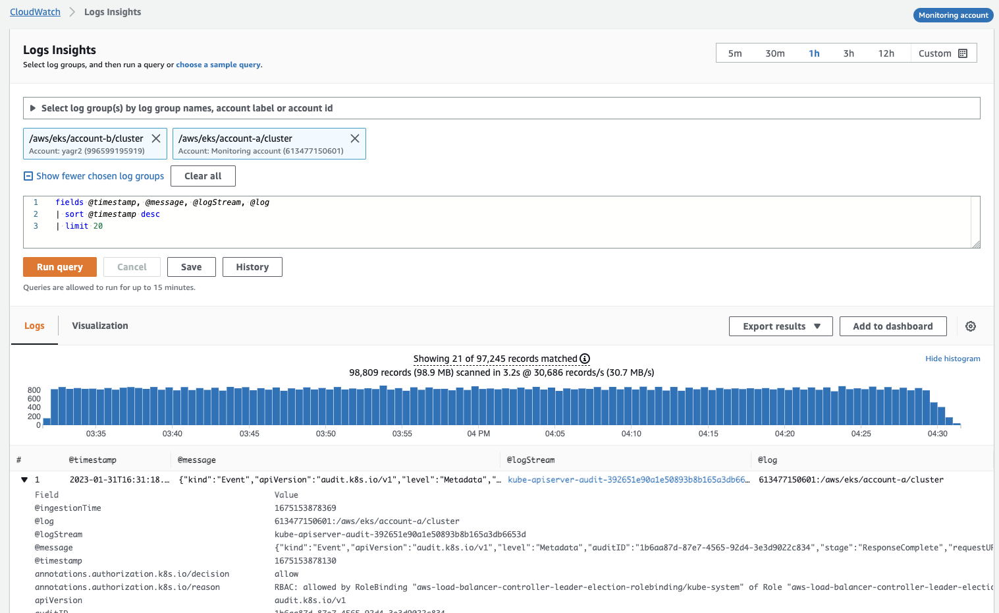 CloudWatch > Logs Insights
Monitoring account
Logs Insights
Select log groups, and then run a query or choose a sample query.
5m 30m 1h 3h 12h Custom
Select log group(s) by log group names, account label or account id
/aws/eks/account-b/cluster
Account: yagr2 (996599195919)
/aws/eks/account-a/cluster
Account: Monitoring account (613477150601)
Show fewer chosen log groups
Clear all
1 fields @timestamp, @message, @logStream, @log
2 | sort @timestamp desc
3 | limit 20
Run query Cancel Save History
Queries are allowed to run for up to 15 minutes.
Logs Visualization
Export results Add to dashboard
Showing 21 of 97,245 records matched
Hide histogram
98,809 records (98.9 MB) scanned in 3.2s @ 30,686 records/s (30.7 MB/s)
800
600
400
200
0
03:35 03:40 03:45 03:50 03:55 04 PM 04:05 04:10 04:15 04:20 04:25 04:30
# @timestamp @message @logStream @log
1 2023-01-31T16:31:18.… {"kind":"Event","apiVersion":"audit.k8s.io/v1","level":"Metadata","… kube-apiserver-audit-392651e90a1e50893b8b165a3db66… 613477150601:/aws/eks/account-a/cluster
Field Value
@ingestionTime 1675153878369
@log 613477150601:/aws/eks/account-a/cluster
@logStream kube-apiserver-audit-392651e90a1e50893b8b165a3db6653d
@message {"kind":"Event","apiVersion":"audit.k8s.io/v1","level":"Metadata","auditID":"1b6aa87d-87e7-4565-92d4-3e3d9022c834","stage":"ResponseComplete","requestUR
@timestamp 1675153878130
annotations.authorization.k8s.io/decision allow
annotations.authorization.k8s.io/reason RBAC: allowed by RoleBinding "aws-load-balancer-controller-leader-election-rolebinding/kube-system" of Role "aws-load-balancer-controller-leader-electio
apiVersion audit.k8s.io/v1
auditID 1b6aa87d-87e7-4565-92d4-3e3d9022c834